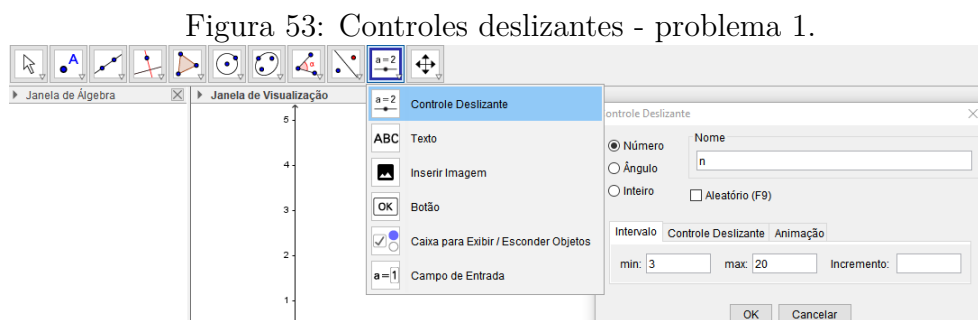 Figura 53: Controles deslizantes - problema 1.
A
α
a=2
Janela de Álgebra
Janela de Visualização
5
4
3
2
1
a=2 Controle Deslizante
ABC Texto
Inserir Imagem
OK Botão
Caixa para Exibir / Esconder Objetos
a=1 Campo de Entrada
ontrole Deslizante
Número
Ângulo
Inteiro
Nome
n
Aleatório (F9)
Intervalo Controle Deslizante Animação
min: 3 max: 20 Incremento:
OK Cancelar